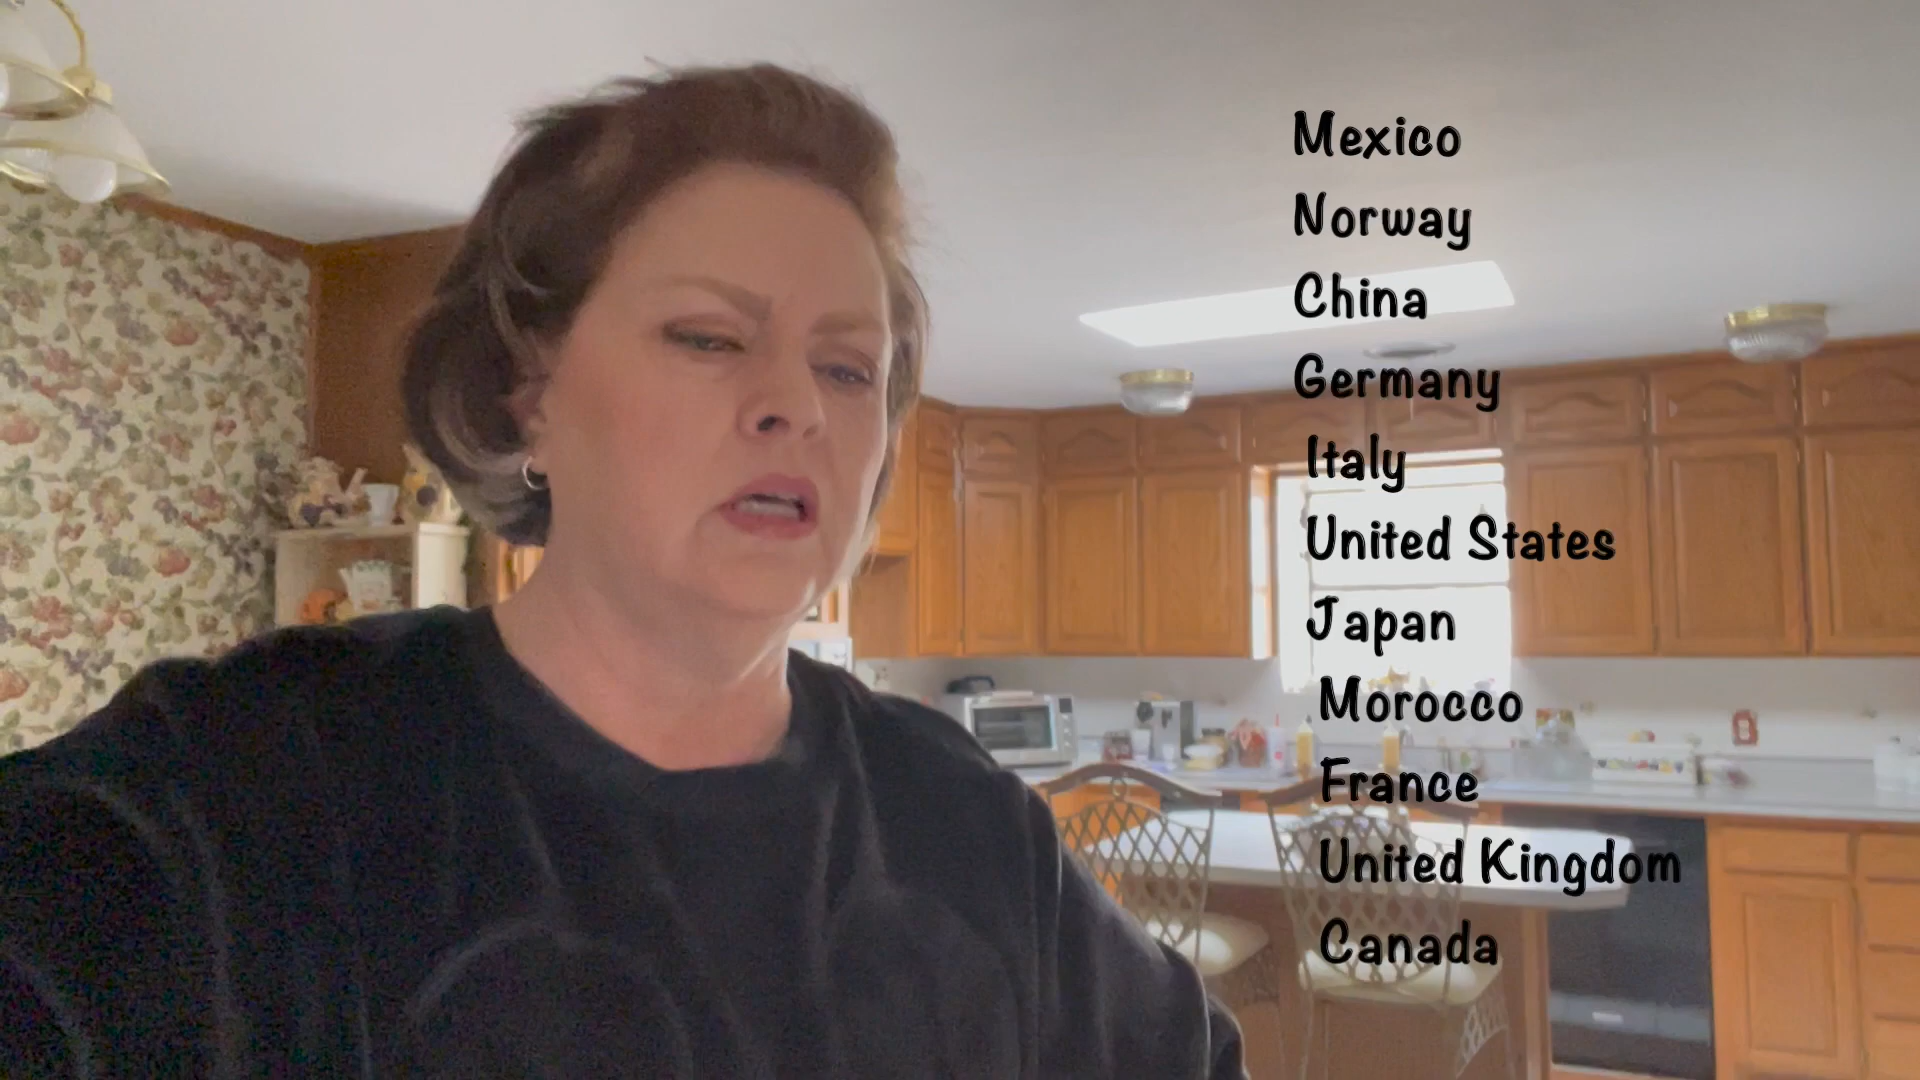 Mexico
Norway
China
Germany
Italy
United States
Japan
Morocco
France
United Kingdom
Canada